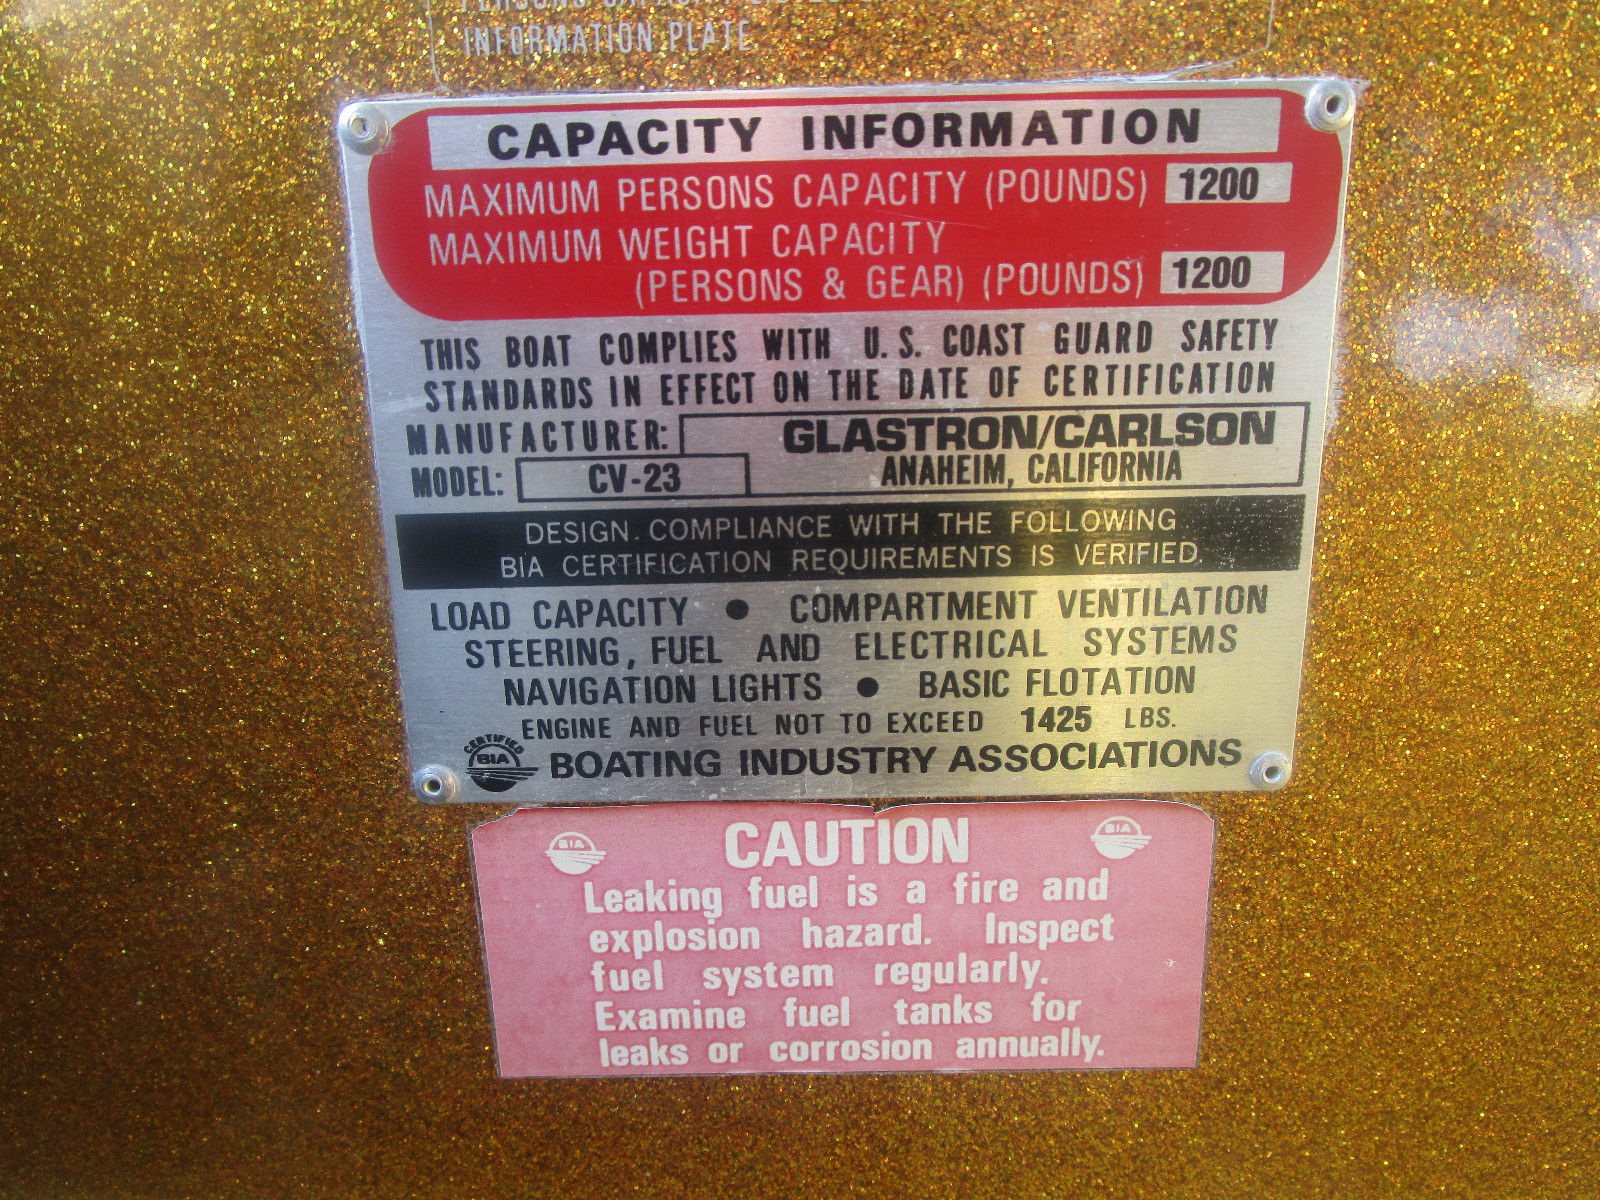 INFORMATION PLATE
CAPACITY INFORMATION
MAXIMUM PERSONS CAPACITY (POUNDS) 1200
MAXIMUM WEIGHT CAPACITY
(PERSONS & GEAR) (POUNDS) 1200
THIS BOAT COMPLIES WITH U.S. COAST GUARD SAFETY
STANDARDS IN EFFECT ON THE DATE OF CERTIFICATION
MANUFACTURER: GLASTRON/CARLSON
ANAHEIM, CALIFORNIA
MODEL: CV-23
DESIGN COMPLIANCE WITH THE FOLLOWING
BIA CERTIFICATION REQUIREMENTS IS VERIFIED.
LOAD CAPACITY • COMPARTMENT VENTILATION
STEERING, FUEL AND ELECTRICAL SYSTEMS
NAVIGATION LIGHTS • BASIC FLOTATION
ENGINE AND FUEL NOT TO EXCEED 1425 LBS.
CERTIFIED
BIA
BOATING INDUSTRY ASSOCIATIONS
BIA CAUTION BIA
Leaking fuel is a fire and
explosion hazard. Inspect
fuel system regularly.
Examine fuel tanks for
leaks or corrosion annually.